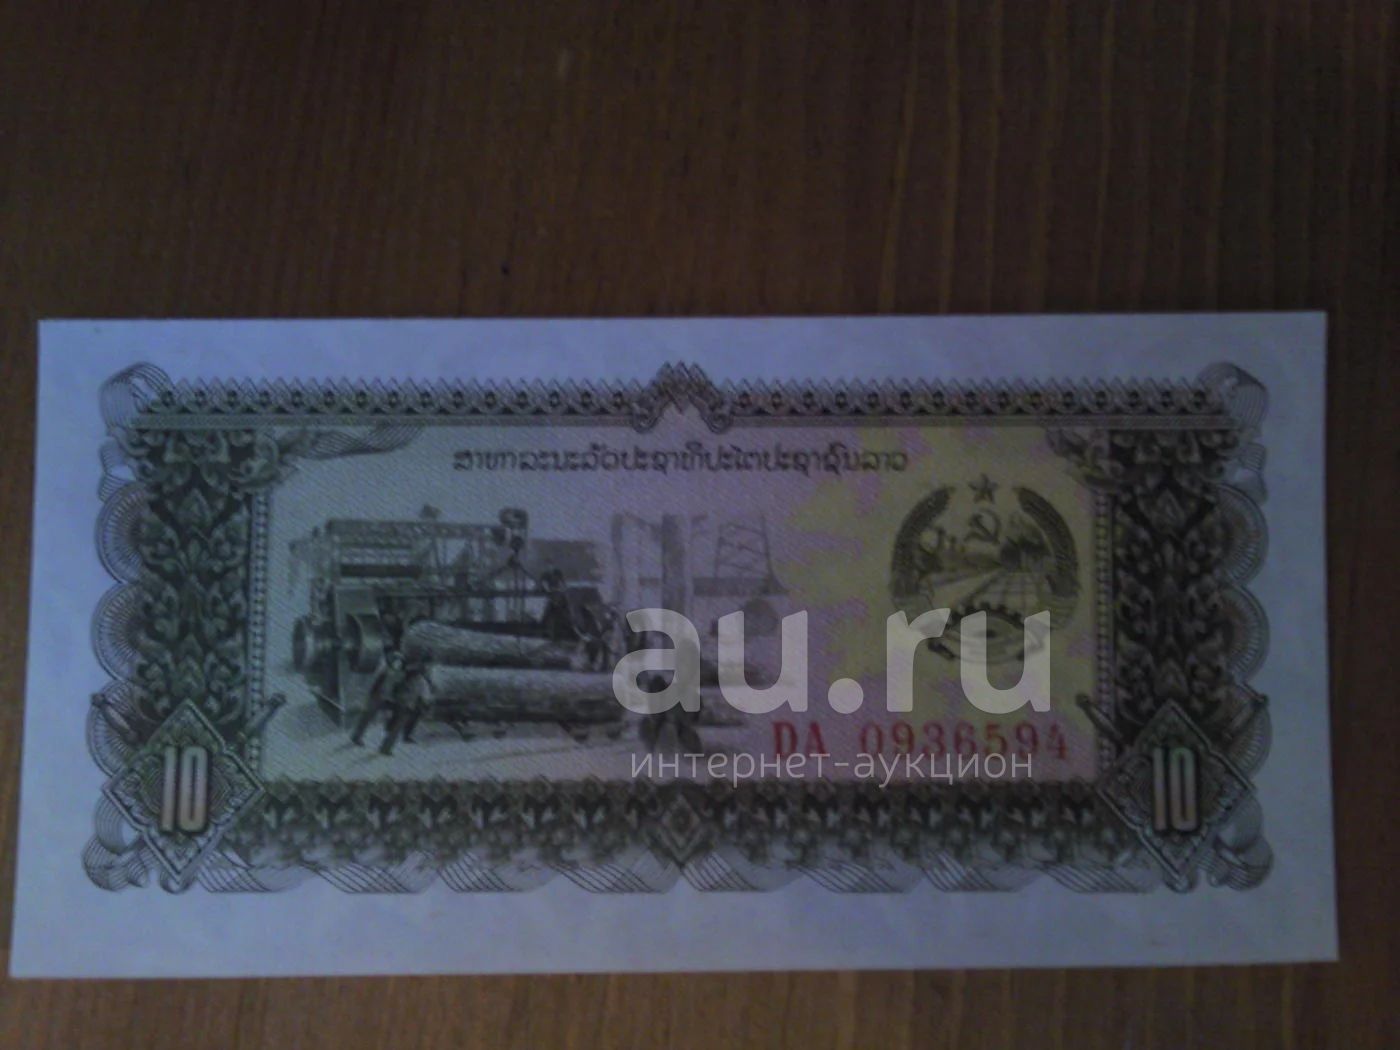 ສາທາລະນະລັດປະຊາທິປະໄຕປະຊາຊົນລາວ
au.ru
DA 0936594
интернет-аукцион
10
10